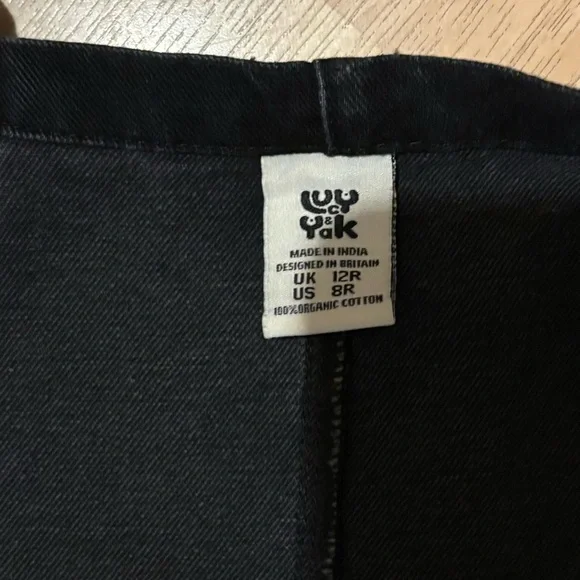 Lucy
& Yak
MADE IN INDIA
DESIGNED IN BRITAIN
UK 12R
US 8R
100% ORGANIC COTTON